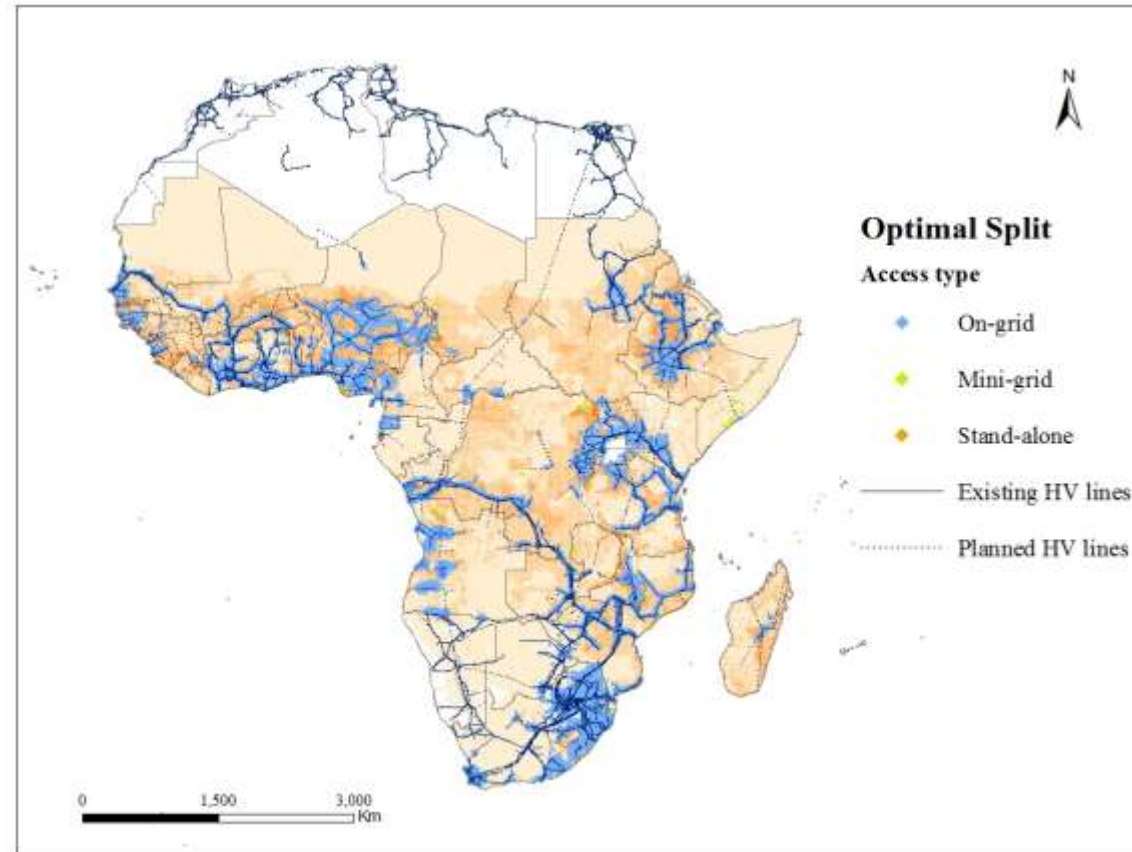 N
Optimal Split
Access type
On-grid
Mini-grid
Stand-alone
Existing HV lines
Planned HV lines
0 1,500 3,000
Km